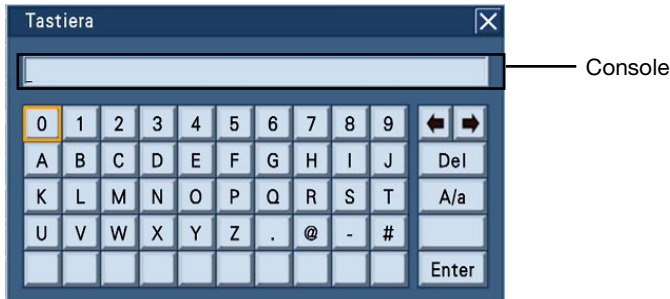 Tastiera
Console
0 1 2 3 4 5 6 7 8 9
A B C D E F G H I J Del
K L M N O P Q R S T A/a
U V W X Y Z . @ - #
Enter